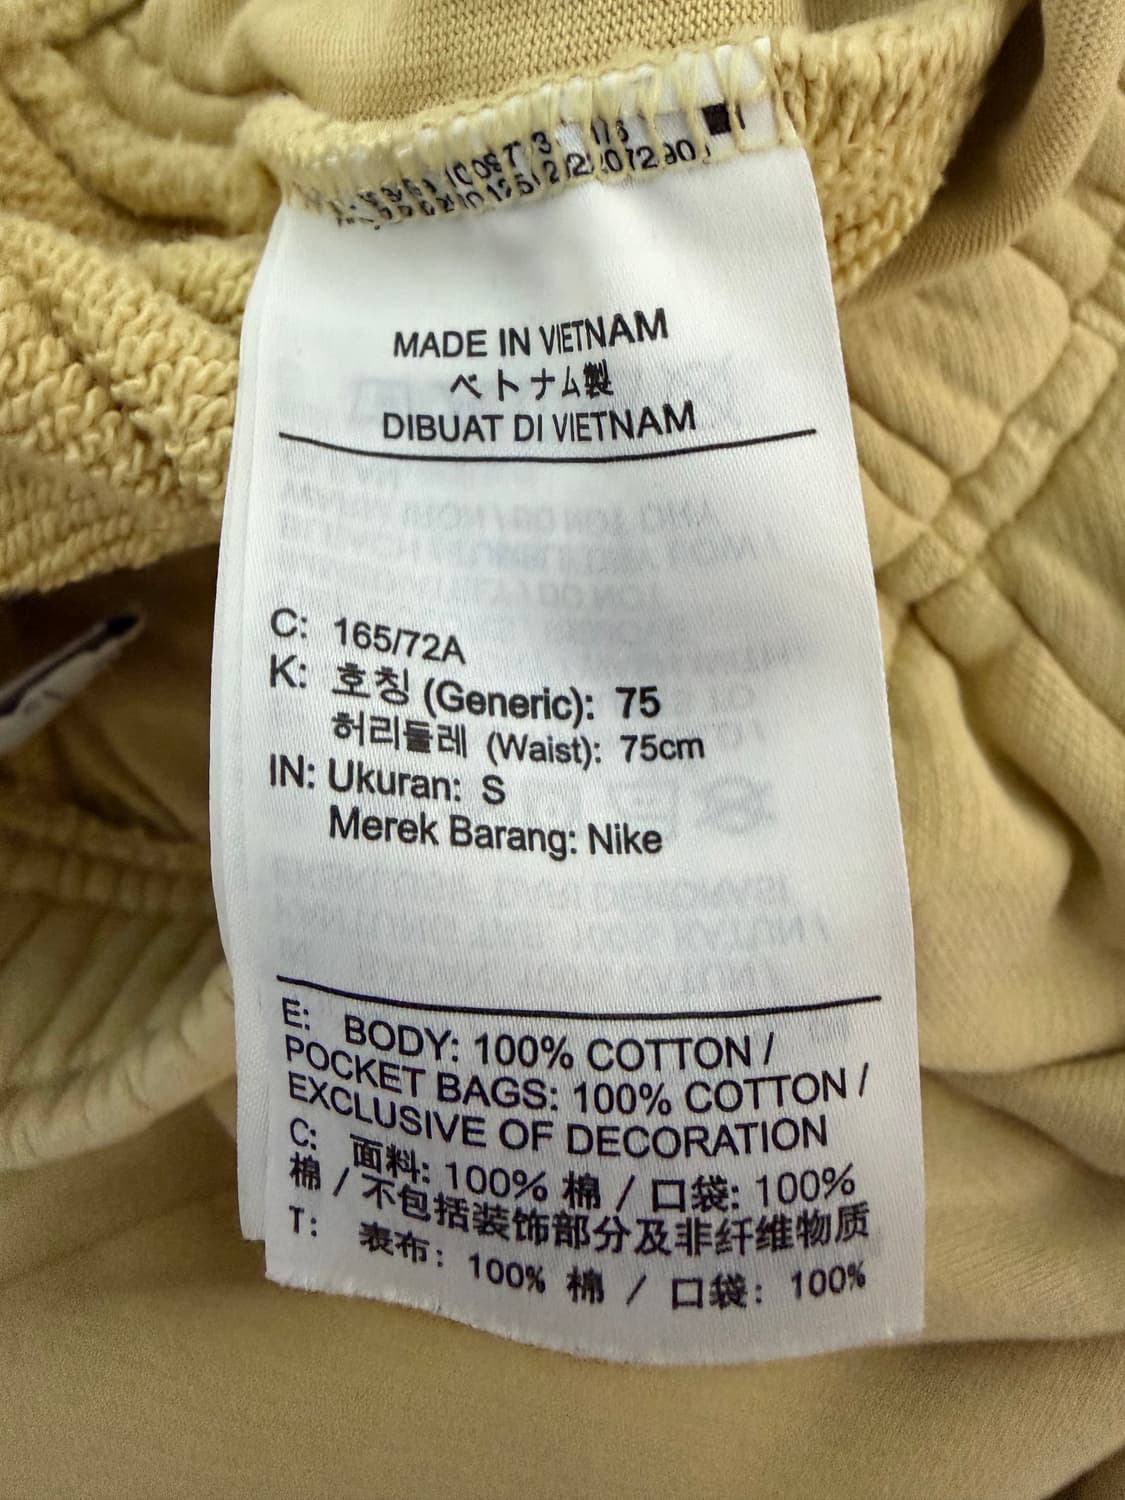 MADE IN VIETNAM
ベトナム製
DIBUAT DI VIETNAM
C: 165/72A
K: 호칭 (Generic): 75
허리둘레 (Waist): 75cm
IN: Ukuran: S
Merek Barang: Nike
E: BODY: 100% COTTON /
POCKET BAGS: 100% COTTON /
EXCLUSIVE OF DECORATION
C: 面料: 100% 棉 / 口袋: 100%
棉 / 不包括装饰部分及非纤维物质
T: 表布: 100% 棉 / 口袋: 100%